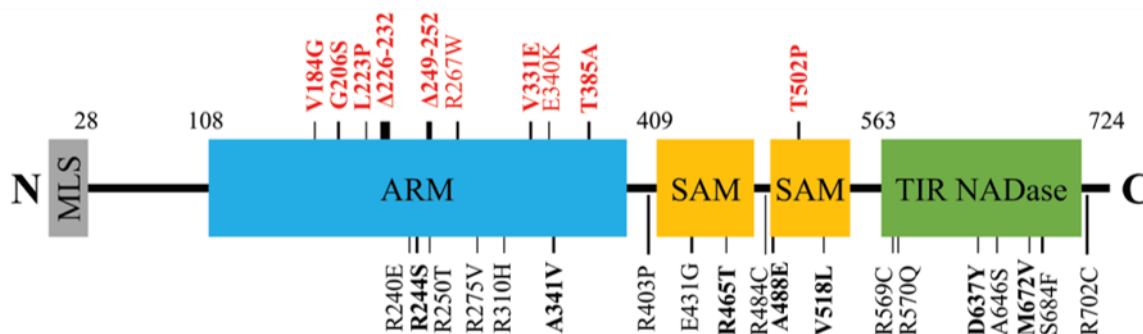 V184G
G206S
L223P
Δ226-232
Δ249-252
R267W
V331E
E340K
T385A
T502P
28
108
409
563
724
N
MLS
ARM
SAM
SAM
TIR NADase
C
R240E
R244S
R250T
R275V
R310H
A341V
R403P
E431G
R465T
R484C
A488E
V518L
R569C
R570Q
D637Y
A646S
M672V
S684F
R702C